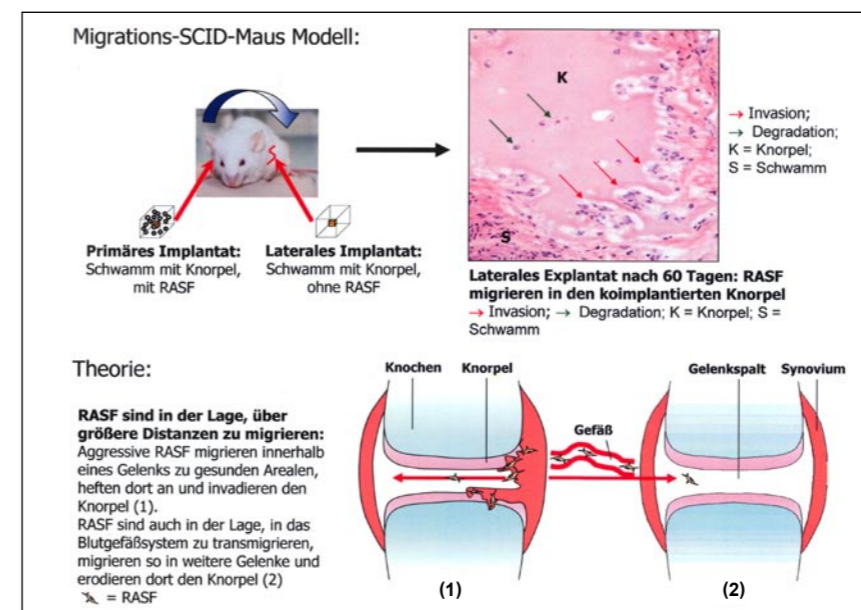 Migrations-SCID-Maus Modell:
K
S
→ Invasion;
→ Degradation;
K = Knorpel;
S = Schwamm
Primäres Implantat:
Schwamm mit Knorpel,
mit RASF
Laterales Implantat:
Schwamm mit Knorpel,
ohne RASF
Laterales Explantat nach 60 Tagen: RASF
migrieren in den koimplantierten Knorpel
→ Invasion; → Degradation; K = Knorpel; S =
Schwamm
Theorie:
RASF sind in der Lage, über
größere Distanzen zu migrieren:
Aggressive RASF migrieren innerhalb
eines Gelenks zu gesunden Arealen,
heften dort an und invadieren den
Knorpel (1).
RASF sind auch in der Lage, in das
Blutgefäßsystem zu transmigrieren,
migrieren so in weitere Gelenke und
erodieren dort den Knorpel (2)
= RASF
Knochen Knorpel
Gefäß
Gelenkspalt Synovium
(1)
(2)